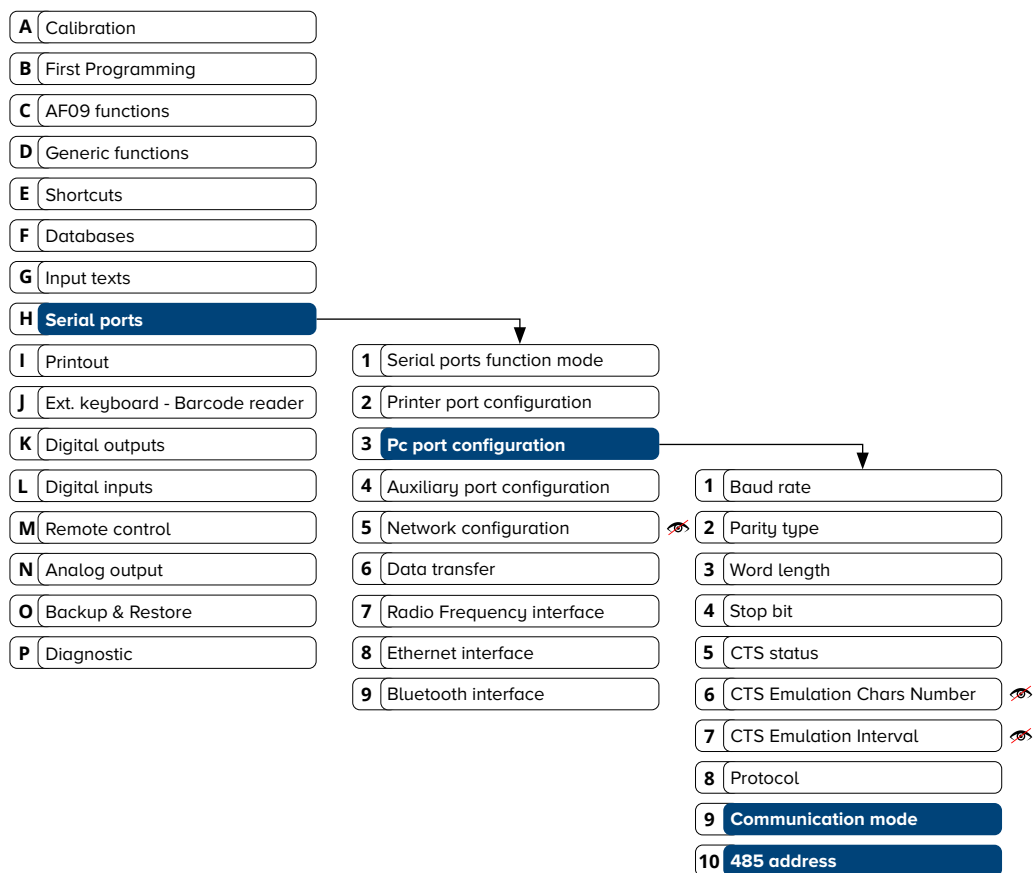 A Calibration
B First Programming
C AF09 functions
D Generic functions
E Shortcuts
F Databases
G Input texts
H Serial ports
I Printout
J Ext. keyboard - Barcode reader
K Digital outputs
L Digital inputs
M Remote control
N Analog output
O Backup & Restore
P Diagnostic
1 Serial ports function mode
2 Printer port configuration
3 Pc port configuration
4 Auxiliary port configuration
5 Network configuration
6 Data transfer
7 Radio Frequency interface
8 Ethernet interface
9 Bluetooth interface
1 Baud rate
2 Parity type
3 Word length
4 Stop bit
5 CTS status
6 CTS Emulation Chars Number
7 CTS Emulation Interval
8 Protocol
9 Communication mode
10 485 address